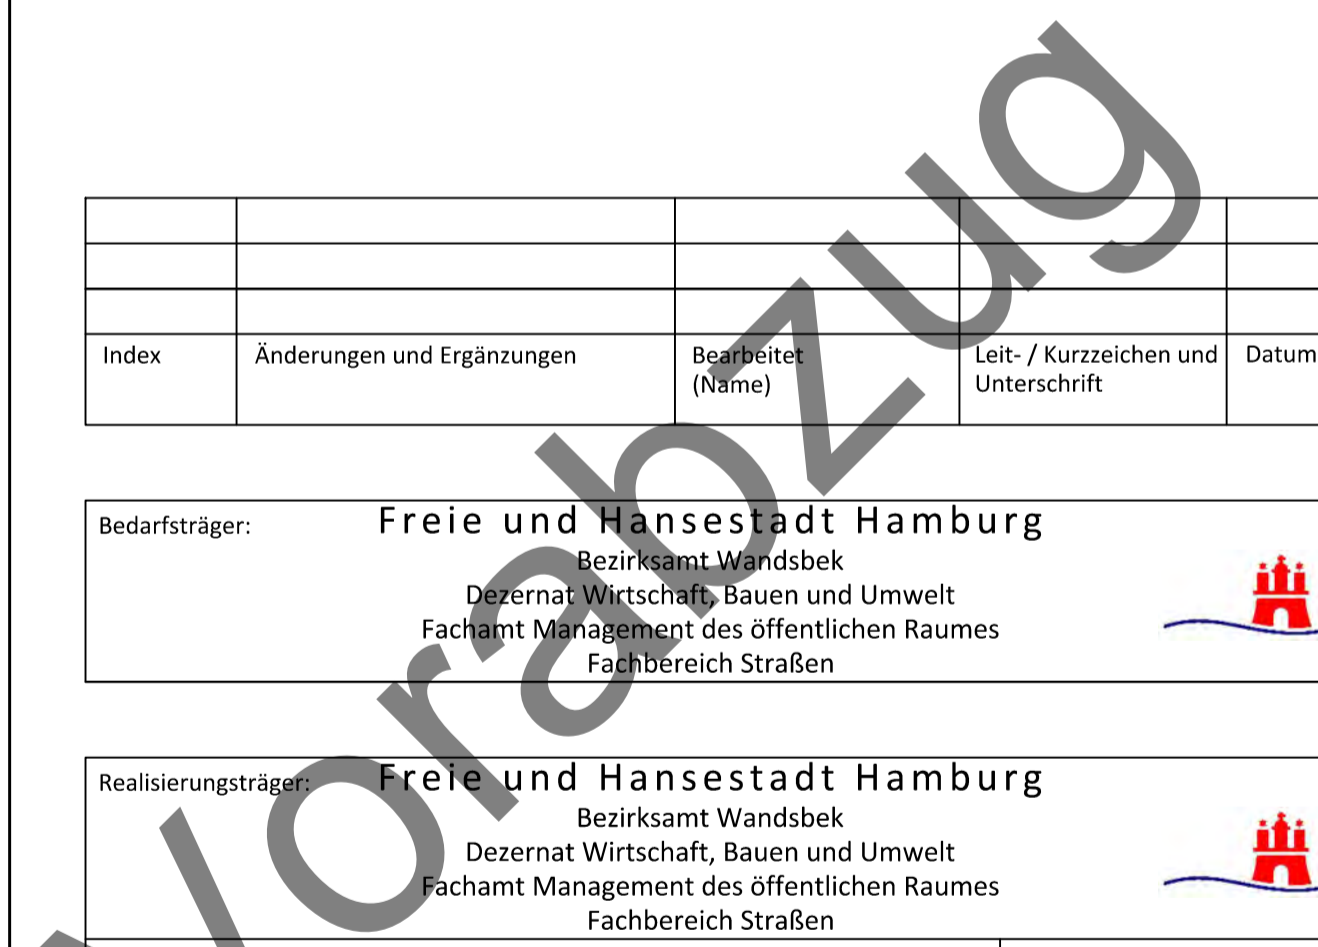 Index
Änderungen und Ergänzungen
Bearbeitet
(Name)
Leit- / Kurzzeichen und
Unterschrift
Datum
Bedarfsträger:
Freie und Hansestadt Hamburg
Bezirksamt Wandsbek
Dezernat Wirtschaft, Bauen und Umwelt
Fachamt Management des öffentlichen Raumes
Fachbereich Straßen
Realisierungsträger:
Freie und Hansestadt Hamburg
Bezirksamt Wandsbek
Dezernat Wirtschaft, Bauen und Umwelt
Fachamt Management des öffentlichen Raumes
Fachbereich Straßen
Vorabzug